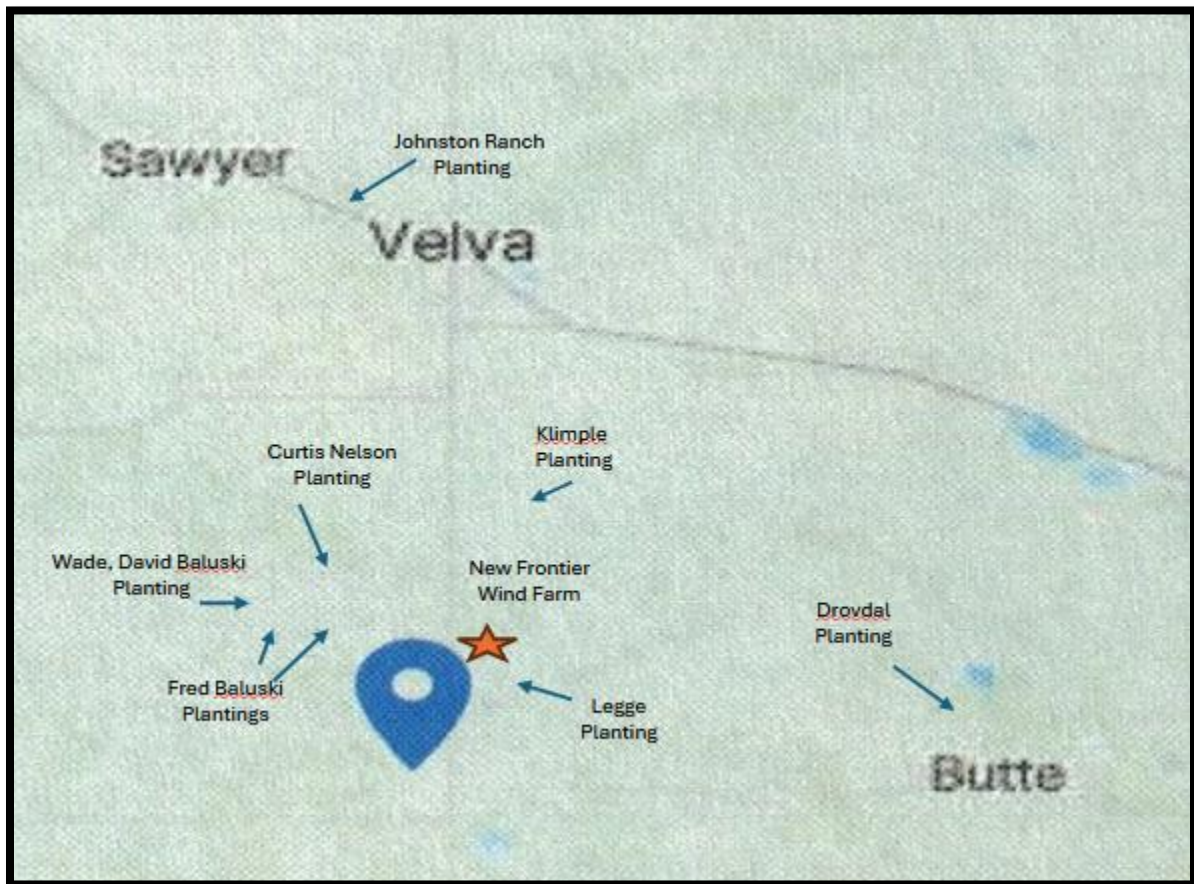 Johnston Ranch
Planting
Sawyer
Velva
Klimple
Planting
Curtis Nelson
Planting
Wade, David Baluski
Planting
New Frontier
Wind Farm
Drovdal
Planting
Fred Baluski
Plantings
Legge
Planting
Butte